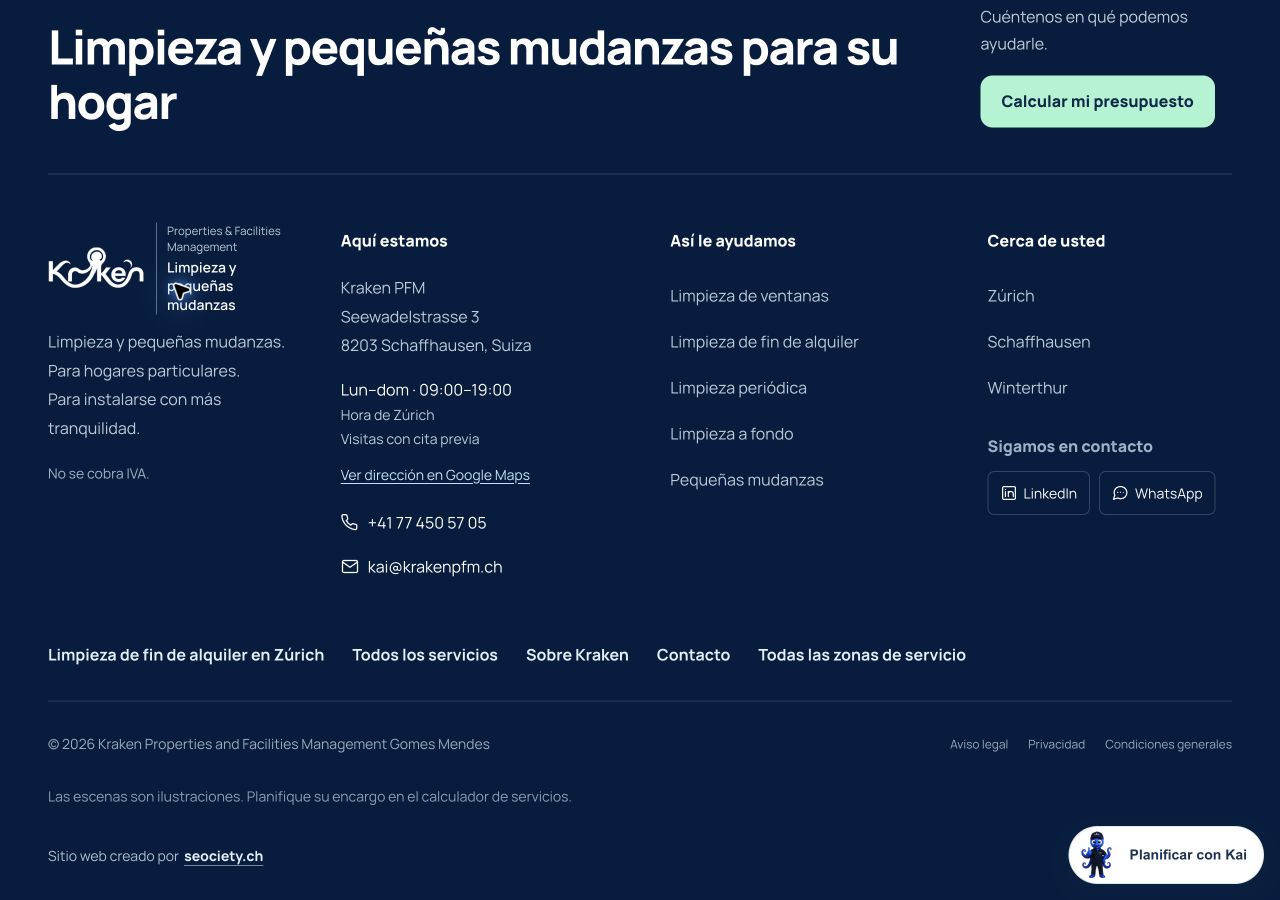 Limpieza y pequeñas mudanzas para su
hogar
Cuéntenos en qué podemos
ayudarle.
Calcular mi presupuesto
Kraken
Properties & Facilities
Management
Limpieza y
pequeñas
mudanzas
Limpieza y pequeñas mudanzas.
Para hogares particulares.
Para instalarse con más
tranquilidad.
No se cobra IVA.
Aquí estamos
Kraken PFM
Seewadelstrasse 3
8203 Schaffhausen, Suiza
Lun–dom · 09:00–19:00
Hora de Zúrich
Visitas con cita previa
Ver dirección en Google Maps
+41 77 450 57 05
kai@krakenpfm.ch
Así le ayudamos
Limpieza de ventanas
Limpieza de fin de alquiler
Limpieza periódica
Limpieza a fondo
Pequeñas mudanzas
Cerca de usted
Zúrich
Schaffhausen
Winterthur
Sigamos en contacto
LinkedIn
WhatsApp
Limpieza de fin de alquiler en Zúrich
Todos los servicios
Sobre Kraken
Contacto
Todas las zonas de servicio
© 2026 Kraken Properties and Facilities Management Gomes Mendes
Aviso legal
Privacidad
Condiciones generales
Las escenas son ilustraciones. Planifique su encargo en el calculador de servicios.
Sitio web creado por seociety.ch
Planificar con Kai